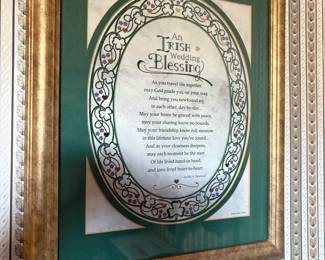 An
IRISH
Wedding
Blessing
As you travel life together,
may God guide you on your way
And bring you newfound joy
in each other, day by day.
May your home be graced with peace,
may your sharing know no bounds,
May your friendship know full measure
in this lifetime love you've found...
And as your closeness deepens,
may each moment be the start
Of life lived hand-in-hand,
and love lived heart-to-heart.